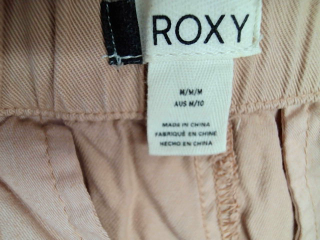 ROXY
M/M/M
AUS M/10
MADE IN CHINA
FABRIQUÉ EN CHINE
HECHO EN CHINA